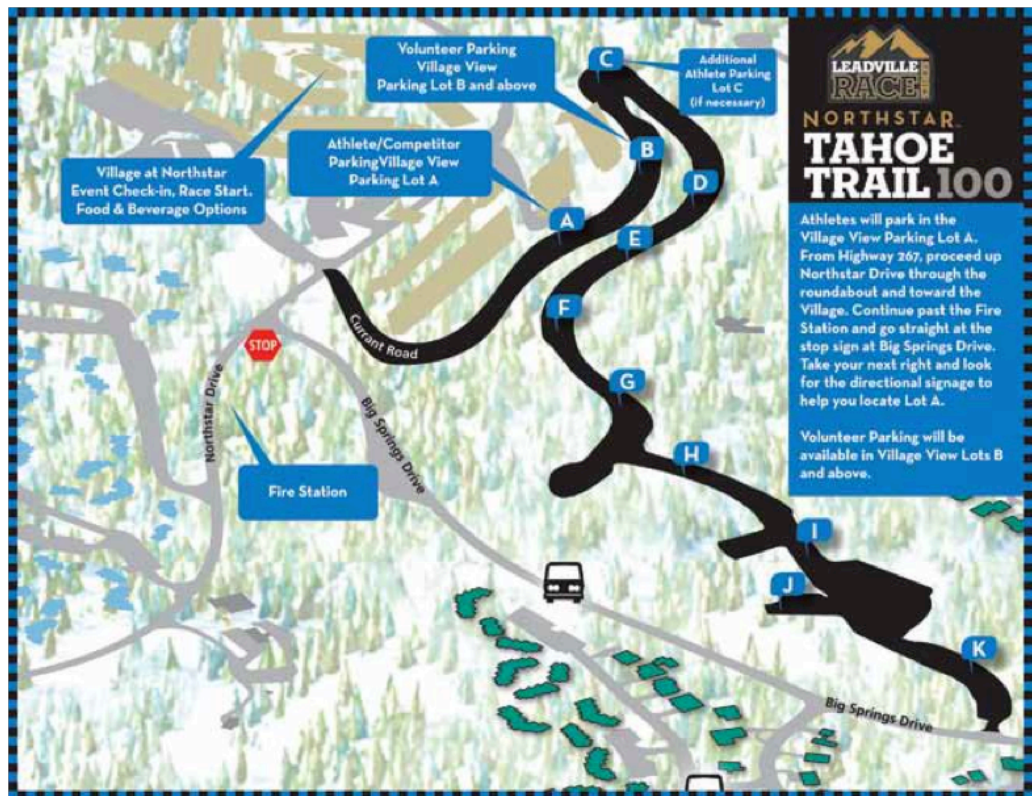 Volunteer Parking
Village View
Parking Lot B and above
C
Additional
Athlete Parking
Lot C
(if necessary)
Athlete/Competitor
ParkingVillage View
Parking Lot A
B
Village at Northstar
Event Check-in, Race Start.
Food & Beverage Options
D
A
E
F
Currant Road
STOP
G
Northstar Drive
Big Springs Drive
H
Fire Station
I
J
K
Big Springs Drive
LEADVILLE
RACE
NORTHSTAR
TAHOE
TRAIL 100
Athletes will park in the
Village View Parking Lot A.
From Highway 267, proceed up
Northstar Drive through the
roundabout and toward the
Village. Continue past the Fire
Station and go straight at the
stop sign at Big Springs Drive.
Take your next right and look
for the directional signage to
help you locate Lot A.
Volunteer Parking will be
available in Village View Lots B
and above.